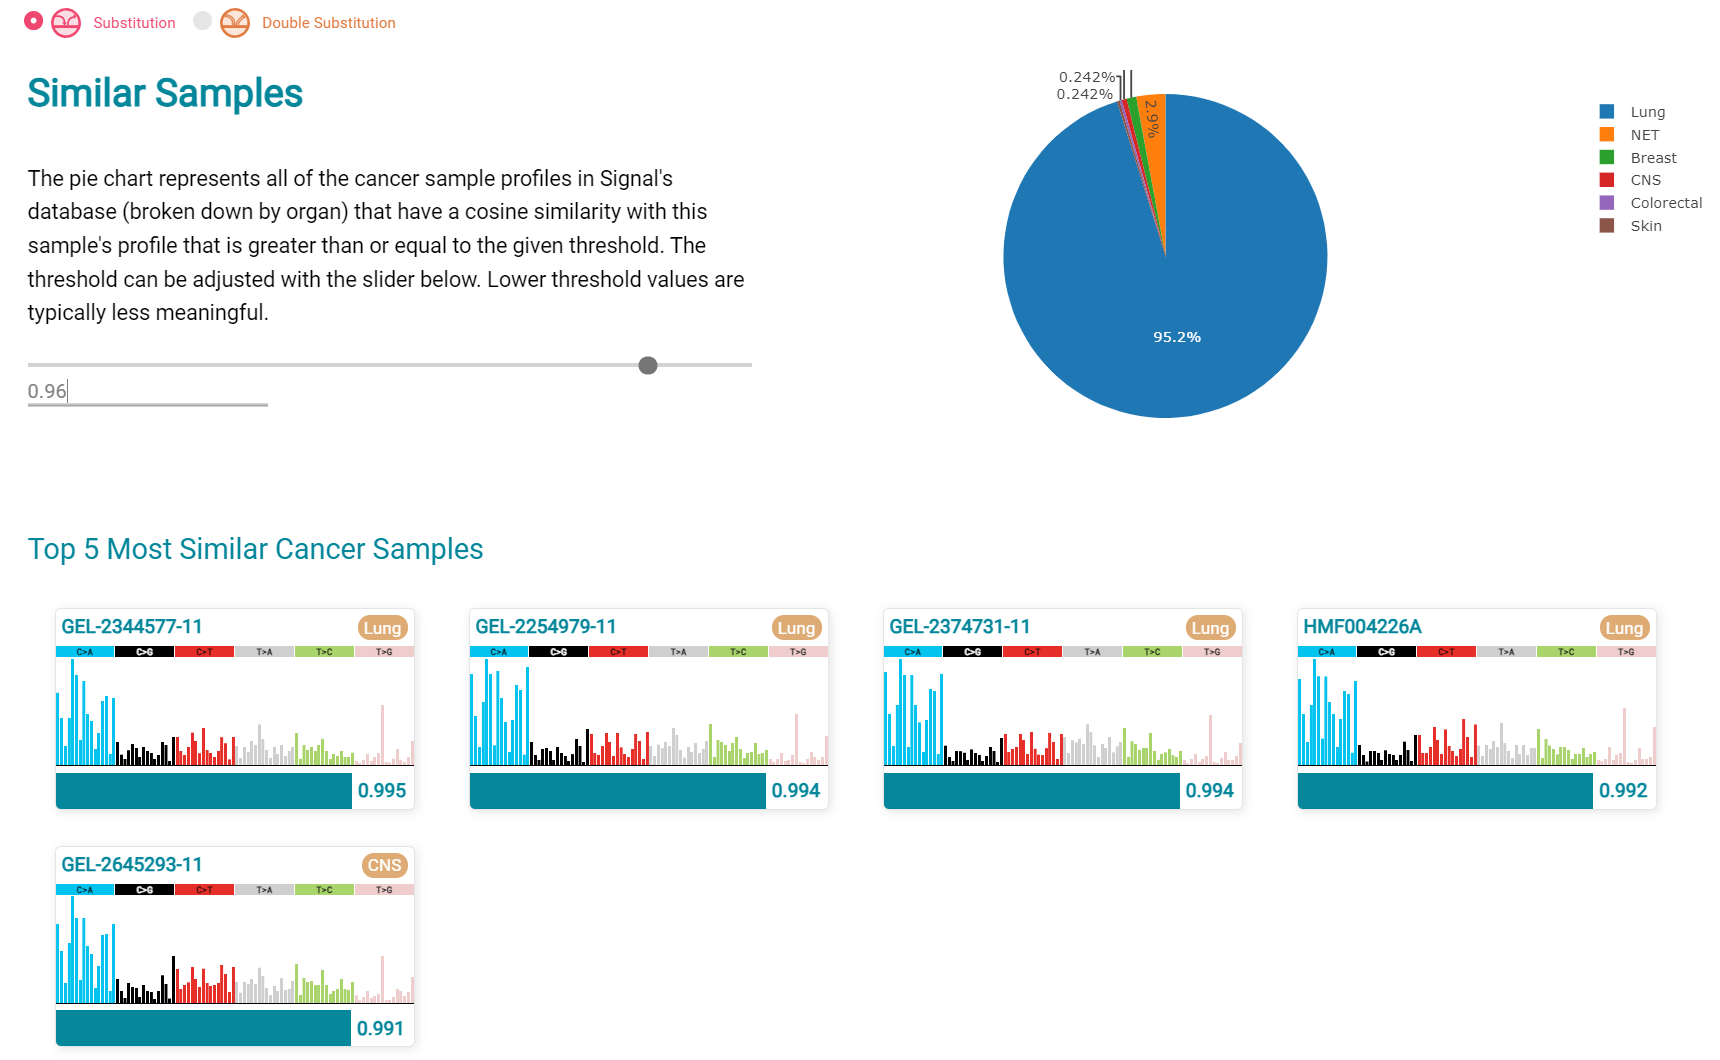 Substitution
Double Substitution
Similar Samples
The pie chart represents all of the cancer sample profiles in Signal's
database (broken down by organ) that have a cosine similarity with this
sample's profile that is greater than or equal to the given threshold. The
threshold can be adjusted with the slider below. Lower threshold values are
typically less meaningful.
0.96
0.242%
0.242%
2.9%
95.2%
Lung
NET
Breast
CNS
Colorectal
Skin
Top 5 Most Similar Cancer Samples
GEL-2344577-11 Lung
C>A C>G C>T T>A T>C T>G
0.995
GEL-2254979-11 Lung
C>A C>G C>T T>A T>C T>G
0.994
GEL-2374731-11 Lung
C>A C>G C>T T>A T>C T>G
0.994
HMF004226A Lung
C>A C>G C>T T>A T>C T>G
0.992
GEL-2645293-11 CNS
C>A C>G C>T T>A T>C T>G
0.991